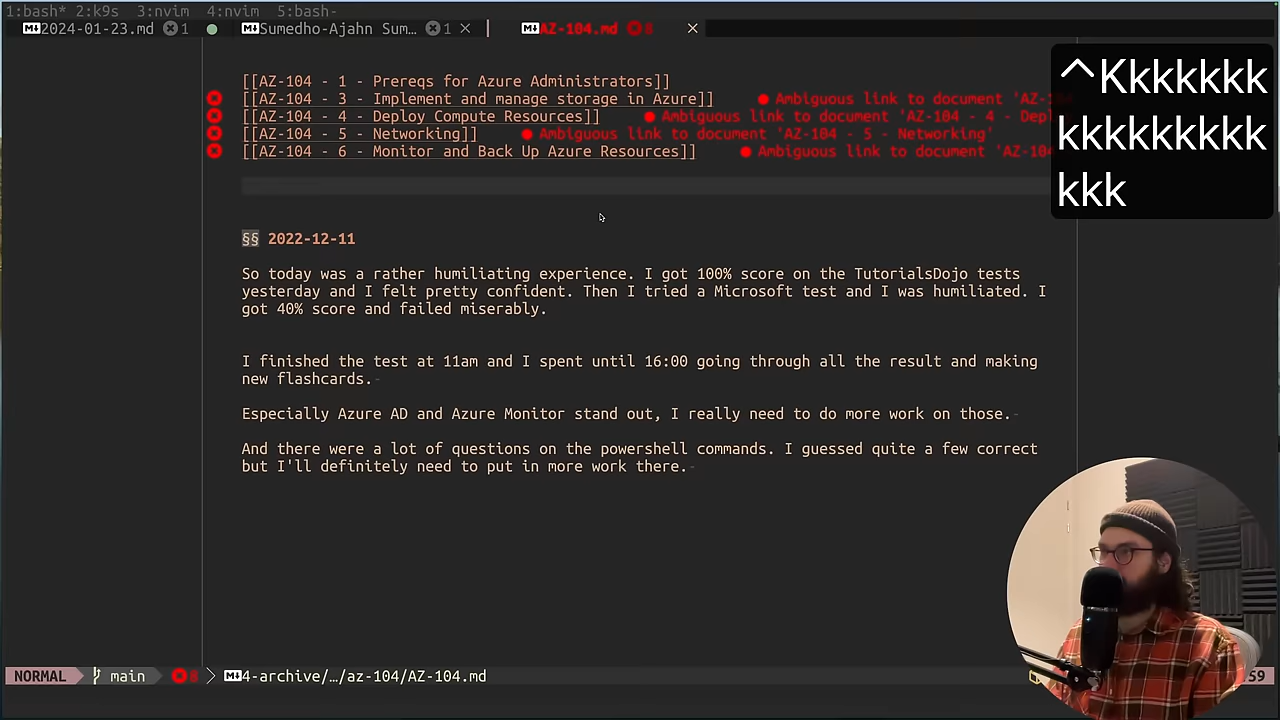 1:bash* 2:k9s 3:nvim 4:nvim 5:bash-
2024-01-23.md 1 Sumedho-Ajahn Sum… 1 × AZ-104.md 8 ×
[[AZ-104 - 1 - Prereqs for Azure Administrators]]
[[AZ-104 - 3 - Implement and manage storage in Azure]] Ambiguous link to document 'AZ-10
[[AZ-104 - 4 - Deploy Compute Resources]] Ambiguous link to document 'AZ-104 - 4 - Depl
[[AZ-104 - 5 - Networking]] Ambiguous link to document 'AZ-104 - 5 - Networking'
[[AZ-104 - 6 - Monitor and Back Up Azure Resources]] Ambiguous link to document 'AZ-104
^Kkkkkkk
kkkkkkkkkk
kkk
§§ 2022-12-11
So today was a rather humiliating experience. I got 100% score on the TutorialsDojo tests
yesterday and I felt pretty confident. Then I tried a Microsoft test and I was humiliated. I
got 40% score and failed miserably.
I finished the test at 11am and I spent until 16:00 going through all the result and making
new flashcards.-
Especially Azure AD and Azure Monitor stand out, I really need to do more work on those.-
And there were a lot of questions on the powershell commands. I guessed quite a few correct
but I'll definitely need to put in more work there.-
NORMAL main 8 4-archive/…/az-104/AZ-104.md 59